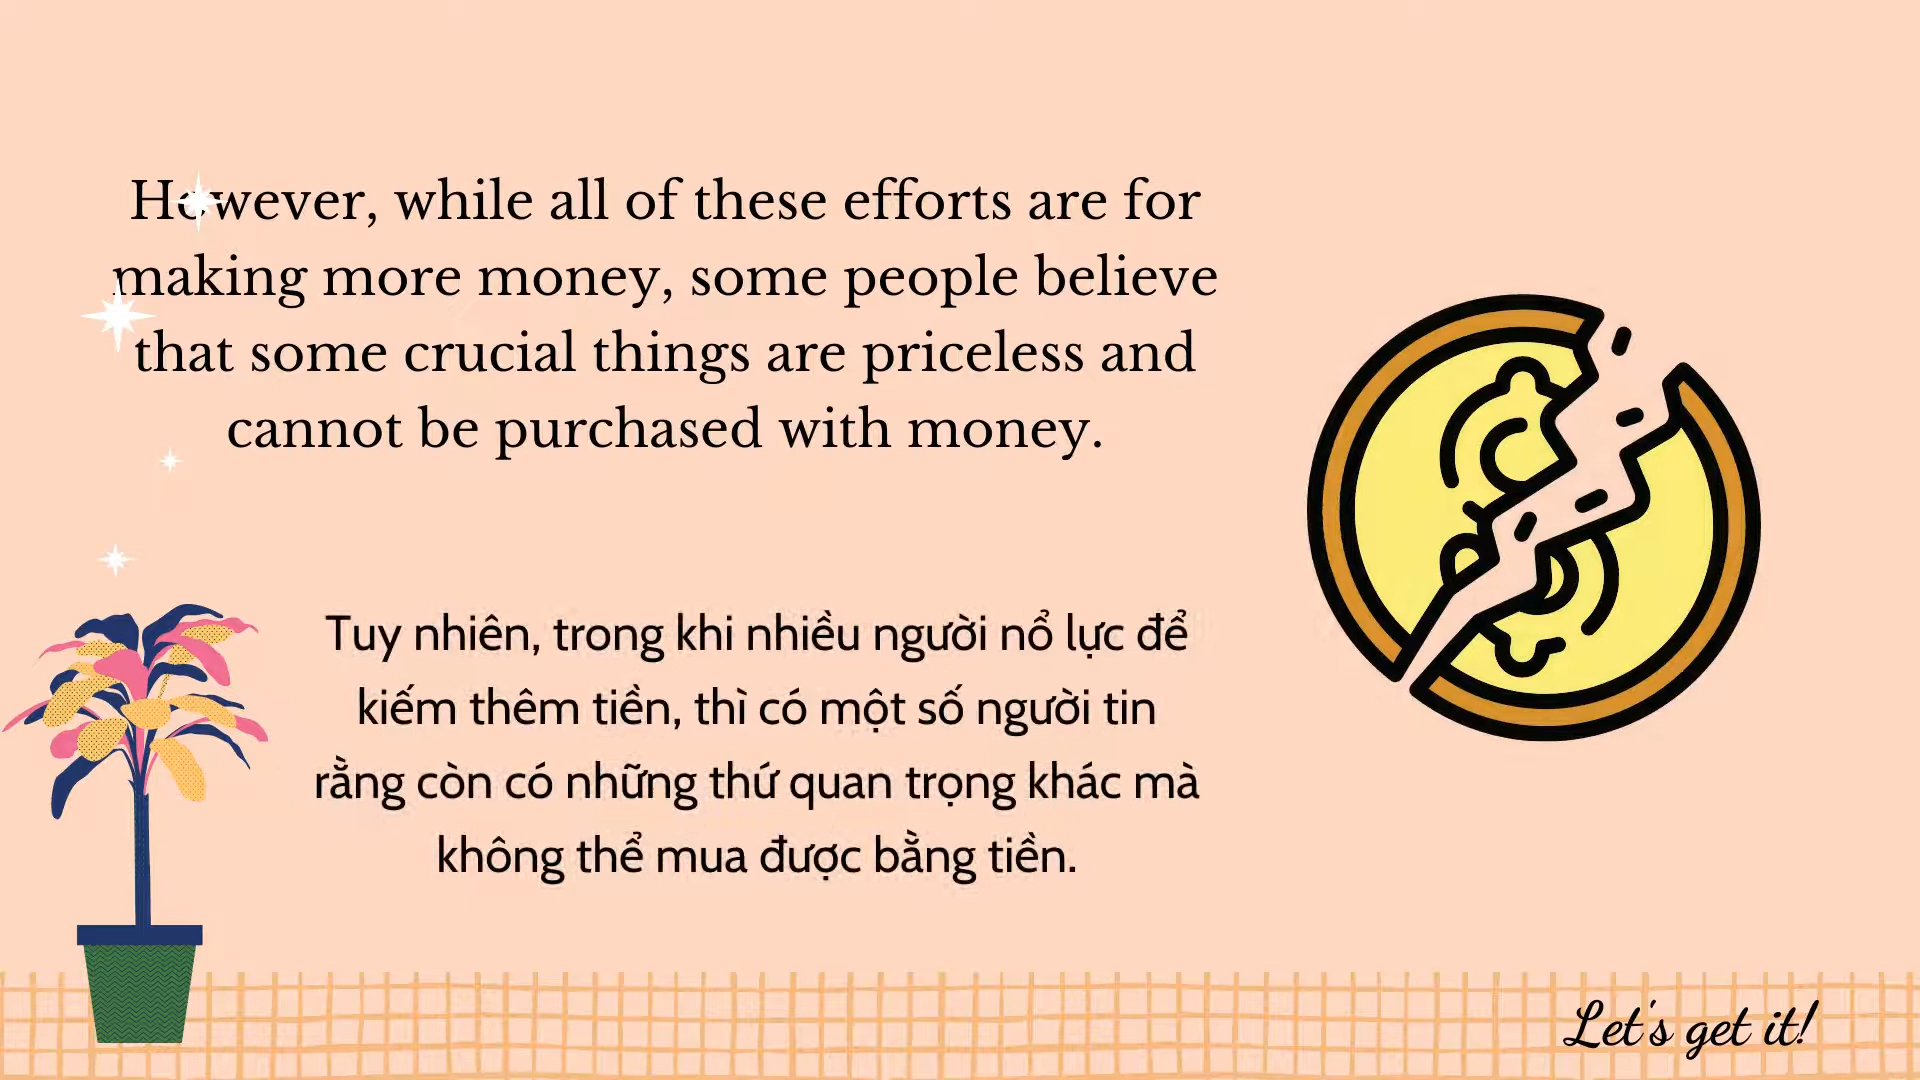 However, while all of these efforts are for
making more money, some people believe
that some crucial things are priceless and
cannot be purchased with money.
Tuy nhiên, trong khi nhiều người nổ lực để
kiếm thêm tiền, thì có một số người tin
rằng còn có những thứ quan trọng khác mà
không thể mua được bằng tiền.
Let's get it!